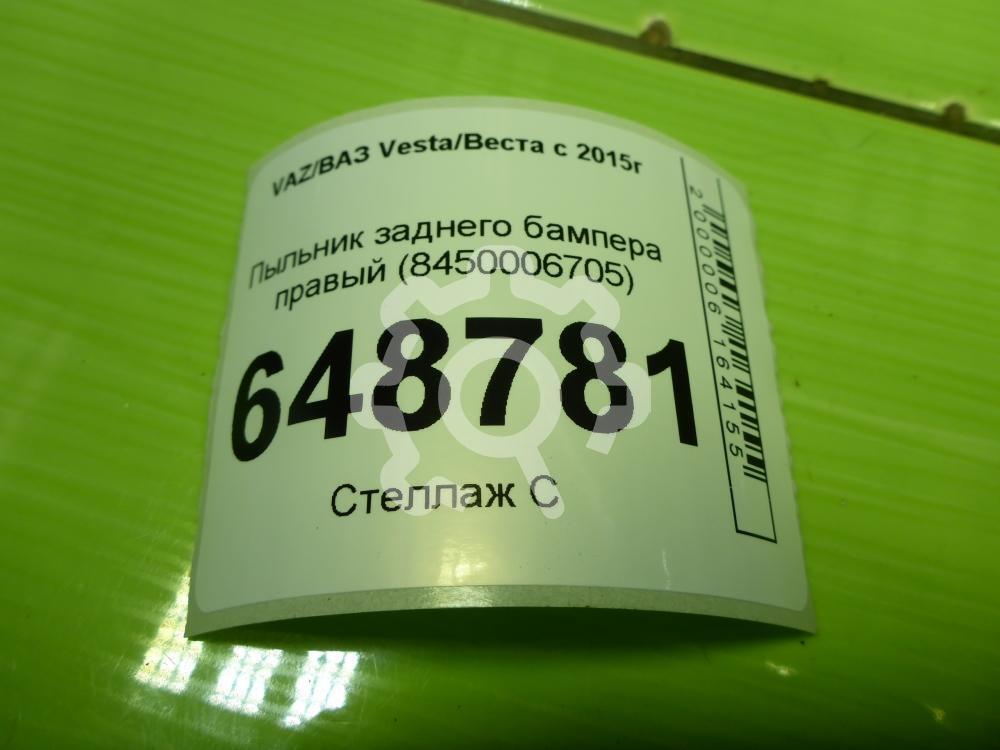 VAZ/ВАЗ Vesta/Веста с 2015г
Пыльник заднего бампера
правый (8450006705)
648781
Стеллаж С
2000006164155